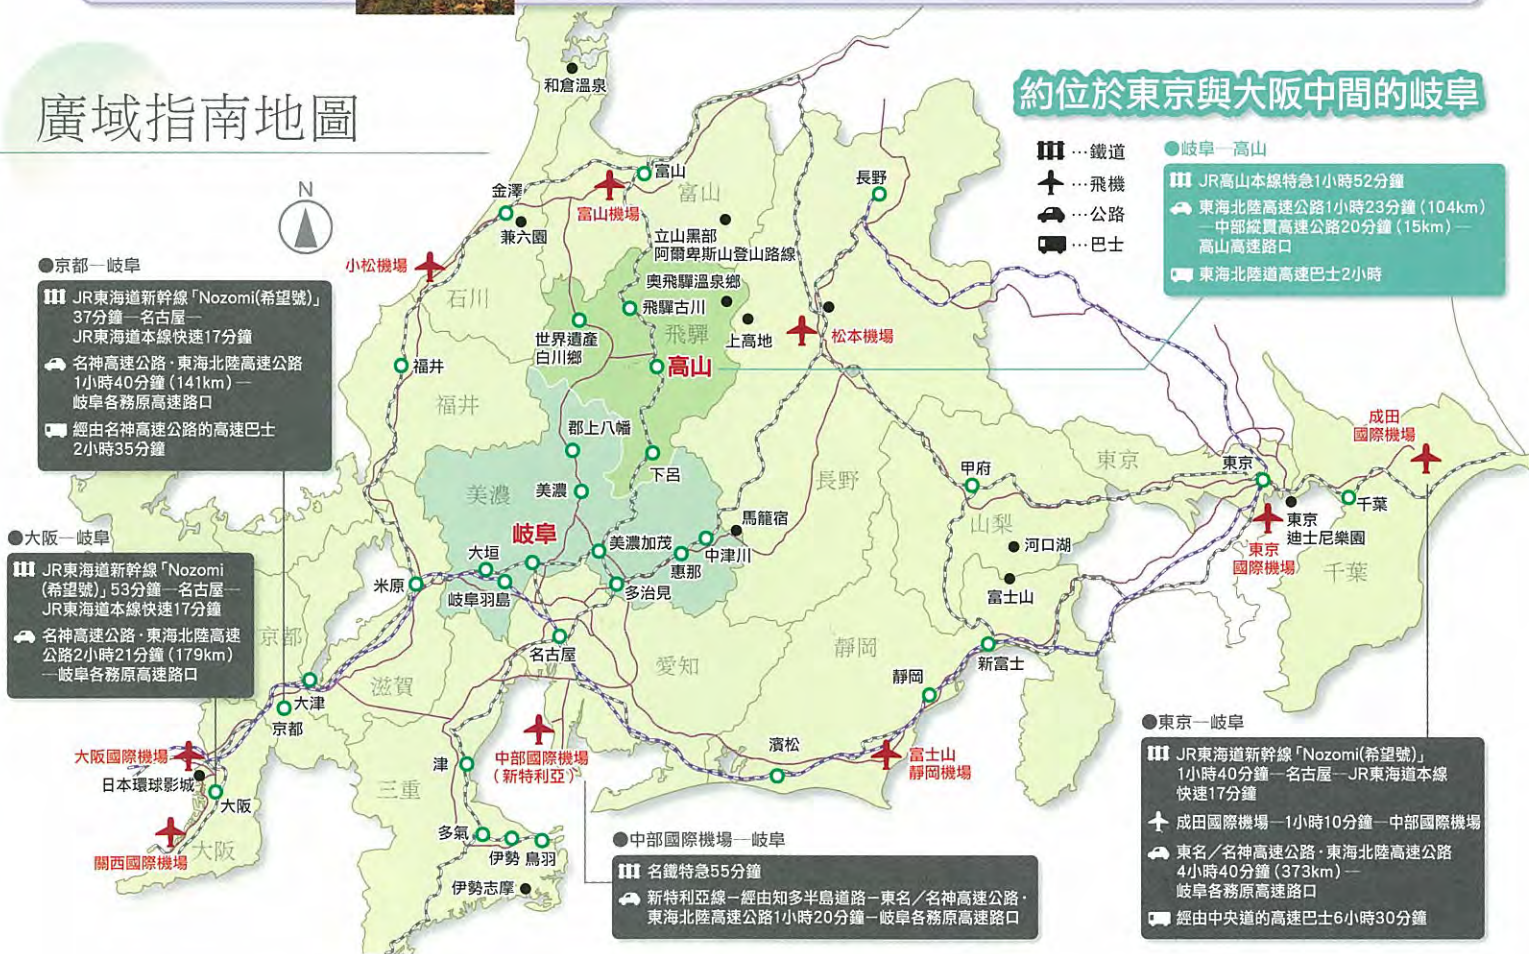 廣域指南地圖
約位於東京與大阪中間的岐阜
…鐵道
…飛機
…公路
…巴士
●岐阜—高山
JR高山本線特急1小時52分鐘
東海北陸高速公路1小時23分鐘（104km）
—中部縱貫高速公路20分鐘（15km）—
高山高速路口
東海北陸道高速巴士2小時
N
●京都—岐阜
JR東海道新幹線「Nozomi(希望號)」
37分鐘—名古屋—
JR東海道本線快速17分鐘
名神高速公路・東海北陸高速公路
1小時40分鐘（141km）—
岐阜各務原高速路口
經由名神高速公路的高速巴士
2小時35分鐘
●大阪—岐阜
JR東海道新幹線「Nozomi
(希望號)」53分鐘—名古屋—
JR東海道本線快速17分鐘
名神高速公路・東海北陸高速
公路2小時21分鐘（179km）
—岐阜各務原高速路口
和倉溫泉
富山
金澤
富山機場
富山
兼六園
立山黑部
阿爾卑斯山登山路線
小松機場
石川
奧飛驒溫泉鄉
飛驒古川
飛驒
上高地
世界遺產
白川鄉
高山
長野
松本機場
福井
福井
郡上八幡
下呂
美濃
美濃
長野
岐阜
大垣
岐阜羽島
美濃加茂
多治見
惠那
中津川
馬籠宿
米原
名古屋
愛知
靜岡
甲府
山梨
河口湖
富士山
新富士
靜岡
東京
東京
成田
國際機場
千葉
東京
迪士尼樂園
東京
國際機場
千葉
京都
滋賀
大津
京都
大阪國際機場
日本環球影城
大阪
關西國際機場
大阪
津
三重
中部國際機場
（新特利亞）
濱松
富士山
靜岡機場
多氣
伊勢
鳥羽
伊勢志摩
●中部國際機場—岐阜
名鐵特急55分鐘
新特利亞線－經由知多半島道路－東名／名神高速公路・
東海北陸高速公路1小時20分鐘－岐阜各務原高速路口
●東京—岐阜
JR東海道新幹線「Nozomi(希望號)」
1小時40分鐘—名古屋—JR東海道本線
快速17分鐘
成田國際機場—1小時10分鐘—中部國際機場
東名／名神高速公路・東海北陸高速公路
4小時40分鐘（373km）—
岐阜各務原高速路口
經由中央道的高速巴士6小時30分鐘